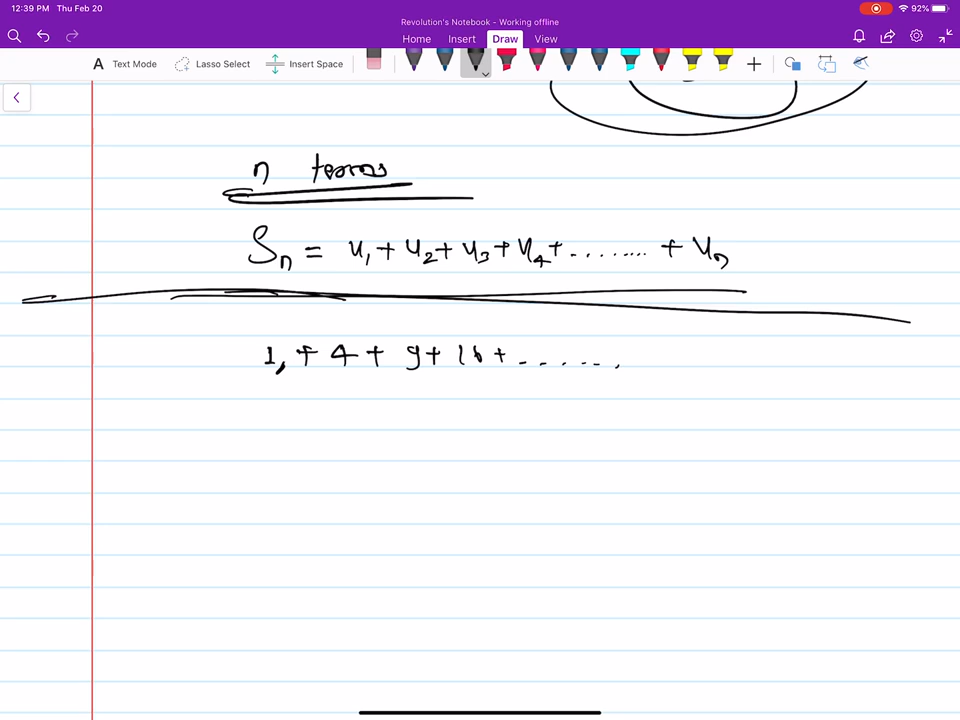 12:39 PM Thu Feb 20
92%
Revolution's Notebook - Working offline
Home Insert Draw View
A Text Mode Lasso Select Insert Space
n terms
Sn = u1 + u2 + u3 + u4 + ........ + un
1, + 4 + 9 + 16 + ......